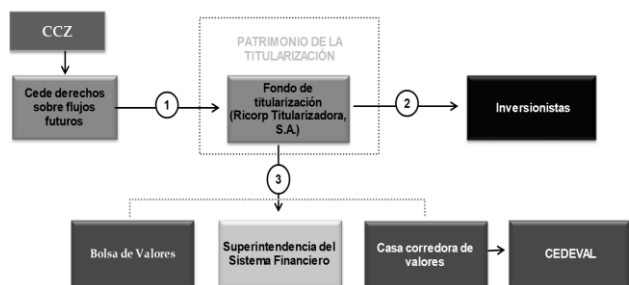 CCZ
PATRIMONIO DE LA
TITULARIZACIÓN
Cede derechos
sobre flujos
futuros
1
Fondo de
titularización
(Ricorp Titularizadora,
S.A.)
2
Inversionistas
3
Bolsa de Valores
Superintendencia del
Sistema Financiero
Casa corredora de
valores
CEDEVAL